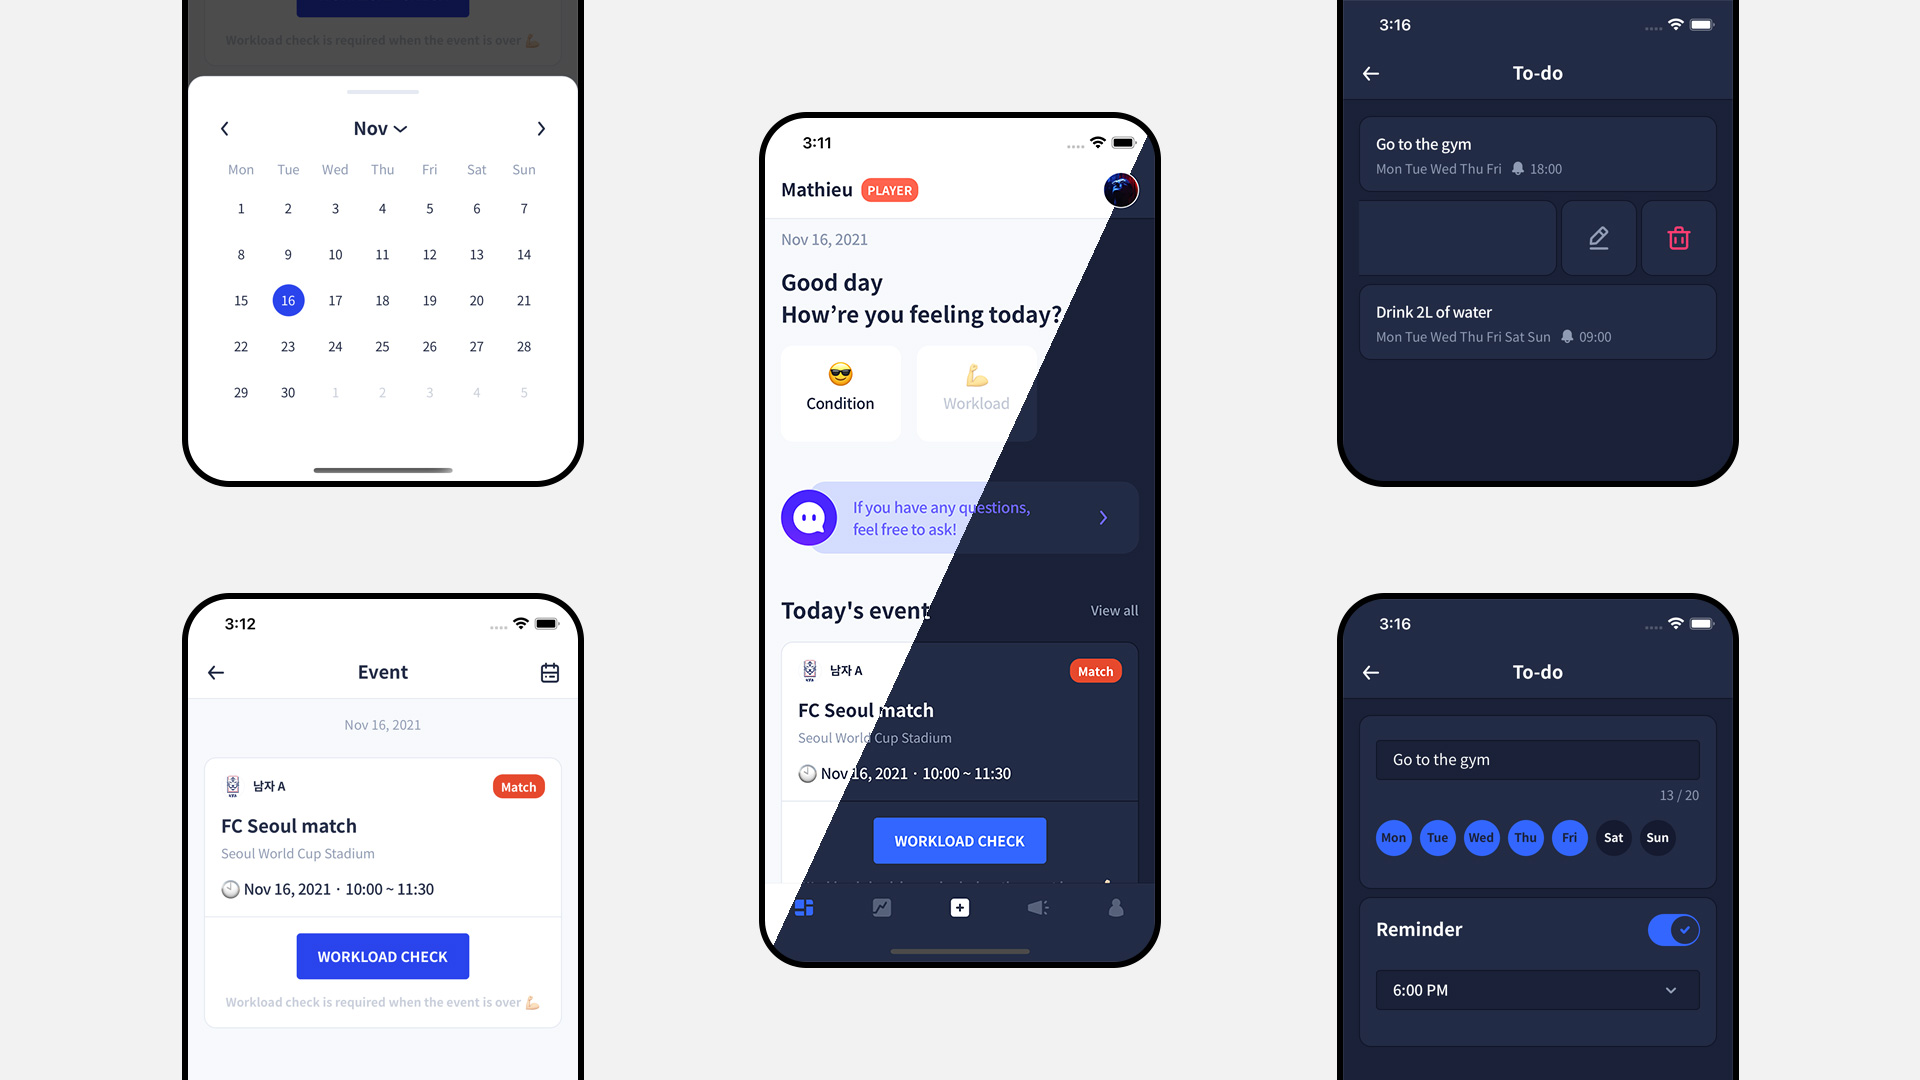 Workload check is required when the event is over 💪🏻
Nov
Mon Tue Wed Thu Fri Sat Sun
1 2 3 4 5 6 7
8 9 10 11 12 13 14
15 16 17 18 19 20 21
22 23 24 25 26 27 28
29 30 1 2 3 4 5
3:12
Event
Nov 16, 2021
남자 A
Match
FC Seoul match
Seoul World Cup Stadium
Nov 16, 2021 · 10:00 ~ 11:30
WORKLOAD CHECK
Workload check is required when the event is over 💪🏻
3:11
Mathieu PLAYER
Nov 16, 2021
Good day
How’re you feeling today?
Condition
Workload
If you have any questions,
feel free to ask!
Today's event
View all
남자 A
Match
FC Seoul match
Seoul World Cup Stadium
Nov 16, 2021 · 10:00 ~ 11:30
WORKLOAD CHECK
3:16
To-do
Go to the gym
Mon Tue Wed Thu Fri 18:00
Drink 2L of water
Mon Tue Wed Thu Fri Sat Sun 09:00
3:16
To-do
Go to the gym
13 / 20
Mon Tue Wed Thu Fri Sat Sun
Reminder
6:00 PM